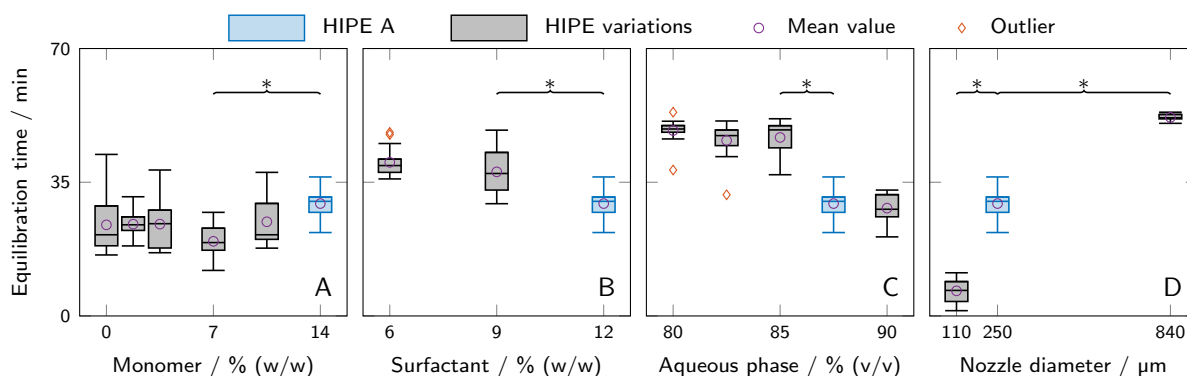 HIPE A HIPE variations Mean value Outlier
Equilibration time / min
70
35
0
* * * * *
A B C D
0 7 14 6 9 12 80 85 90 110 250 840
Monomer / % (w/w) Surfactant / % (w/w) Aqueous phase / % (v/v) Nozzle diameter / µm